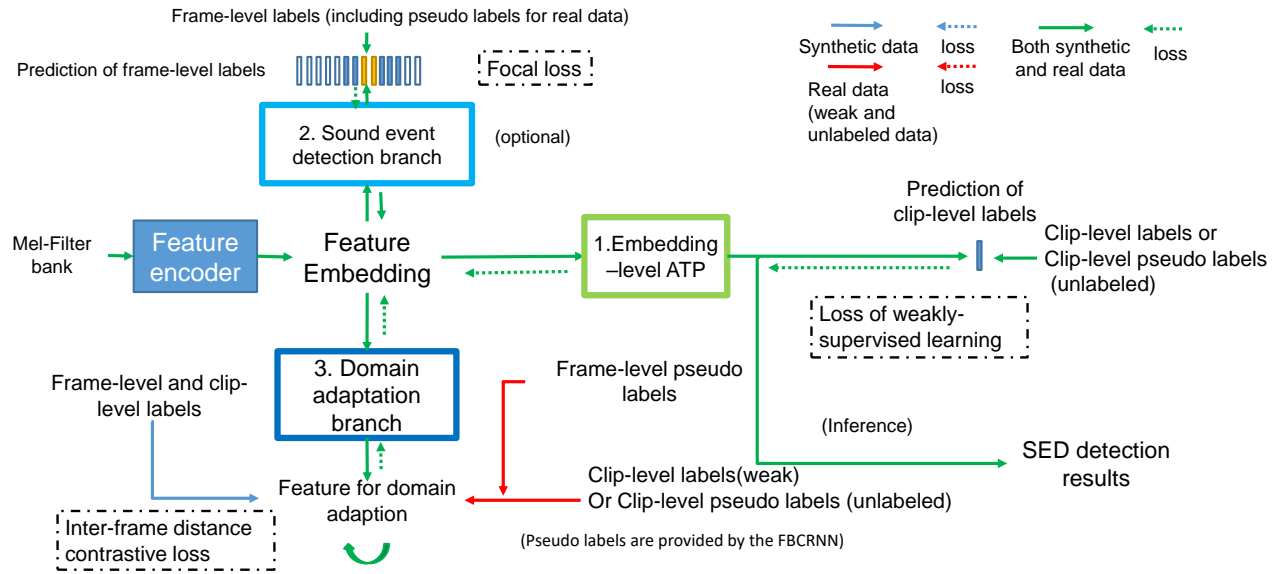 Frame-level labels (including pseudo labels for real data)
Prediction of frame-level labels
Focal loss
Synthetic data
loss
Both synthetic
and real data
loss
Real data
(weak and
unlabeled data)
loss
2. Sound event
detection branch
(optional)
Mel-Filter
bank
Feature
encoder
Feature
Embedding
1.Embedding
–level ATP
Prediction of
clip-level labels
Clip-level labels or
Clip-level pseudo labels
(unlabeled)
Loss of weakly-
supervised learning
3. Domain
adaptation
branch
Frame-level and clip-
level labels
Frame-level pseudo
labels
(Inference)
SED detection
results
Feature for domain
adaption
Clip-level labels(weak)
Or Clip-level pseudo labels (unlabeled)
Inter-frame distance
contrastive loss
(Pseudo labels are provided by the FBCRNN)